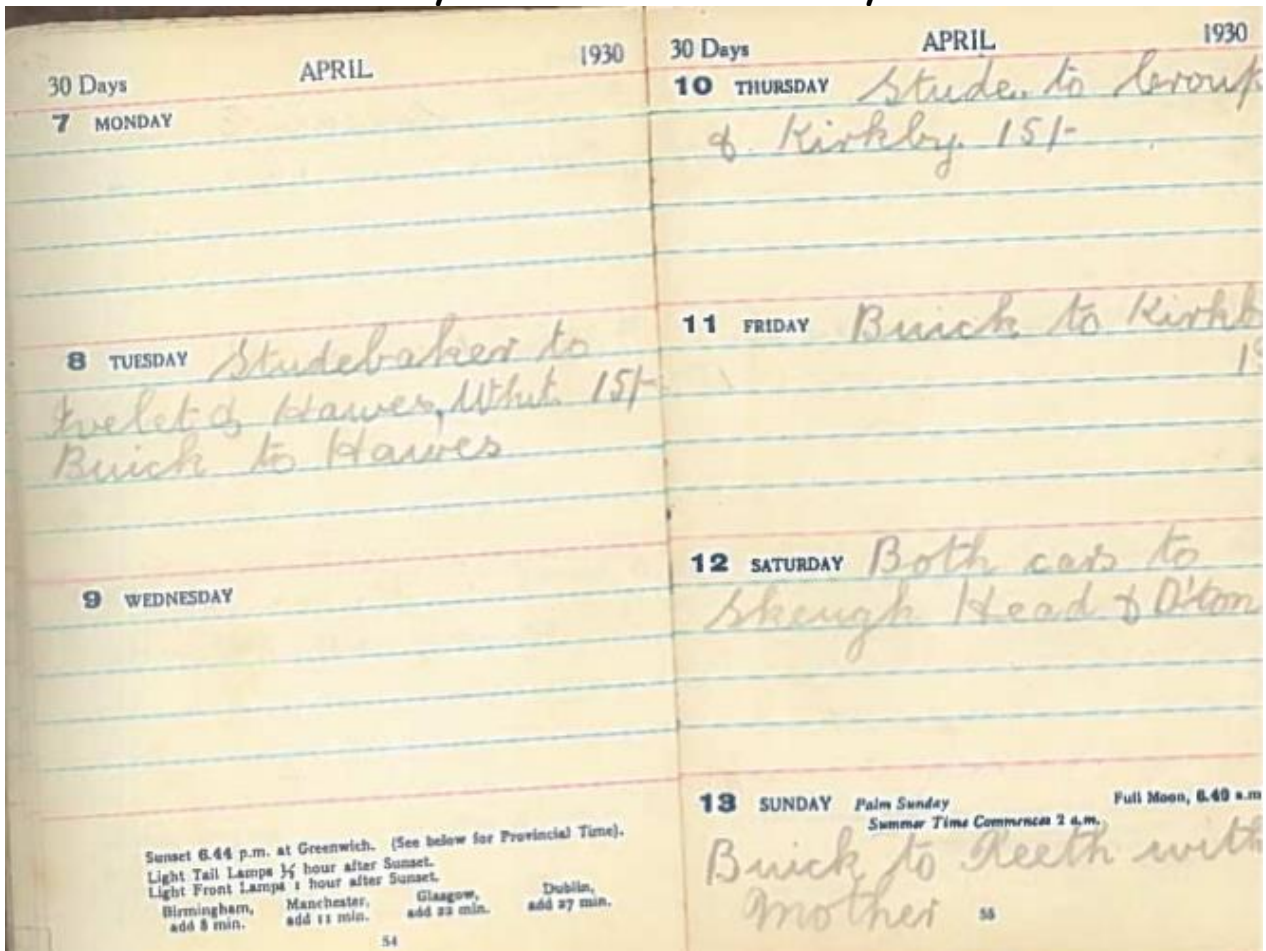 30 Days APRIL 1930
7 MONDAY
8 TUESDAY Studebaker to
Ivelet & Hawes, Whit. 15/-
Buick to Hawes
9 WEDNESDAY
Sunset 6.44 p.m. at Greenwich. (See below for Provincial Time).
Light Tail Lamps ½ hour after Sunset.
Light Front Lamps 1 hour after Sunset.
Birmingham, Manchester, Glasgow, Dublin,
add 8 min. add 11 min. add 22 min. add 27 min.
54
30 Days APRIL 1930
10 THURSDAY Stude. to
& Kirkby. 15/-
11 FRIDAY Buick to Kirkb
12 SATURDAY Both cars to
Skeugh Head & D'ton
13 SUNDAY Palm Sunday Full Moon, 6.49 a.m
Summer Time Commences 2 a.m.
Buick to Reeth with
Mother
55